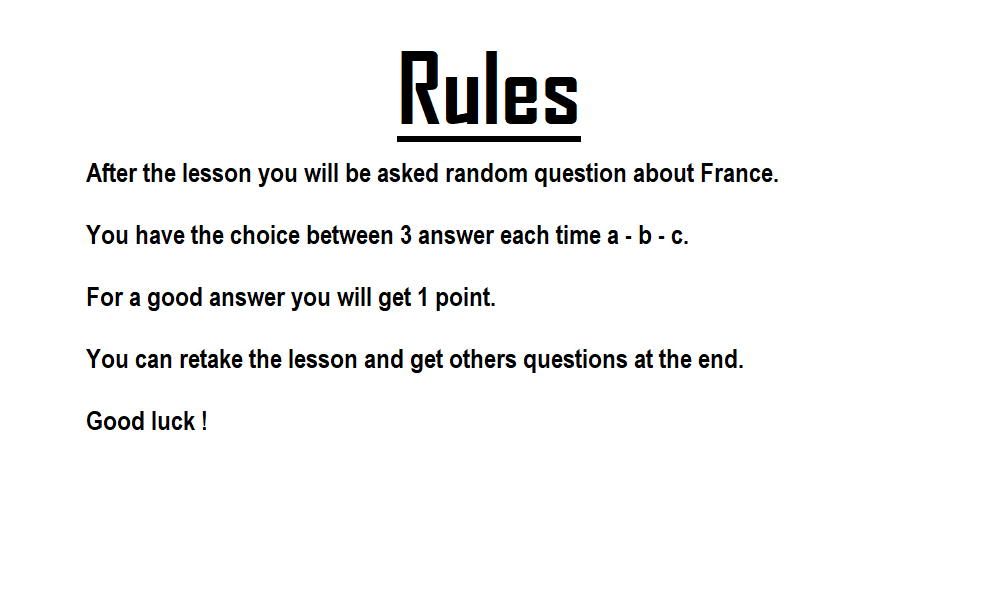 Rules
After the lesson you will be asked random question about France.
You have the choice between 3 answer each time a - b - c.
For a good answer you will get 1 point.
You can retake the lesson and get others questions at the end.
Good luck !